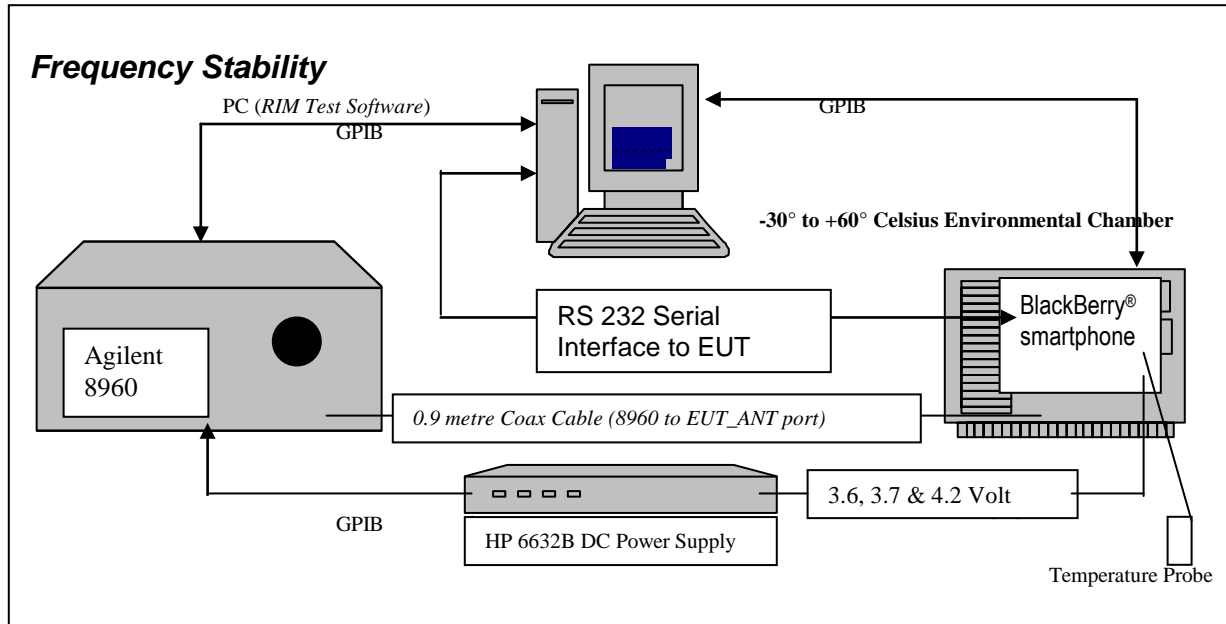 Frequency Stability
PC (RIM Test Software)
GPIB
GPIB
-30° to +60° Celsius Environmental Chamber
RS 232 Serial
Interface to EUT
BlackBerry®
smartphone
Agilent
8960
0.9 metre Coax Cable (8960 to EUT_ANT port)
3.6, 3.7 & 4.2 Volt
GPIB
HP 6632B DC Power Supply
Temperature Probe